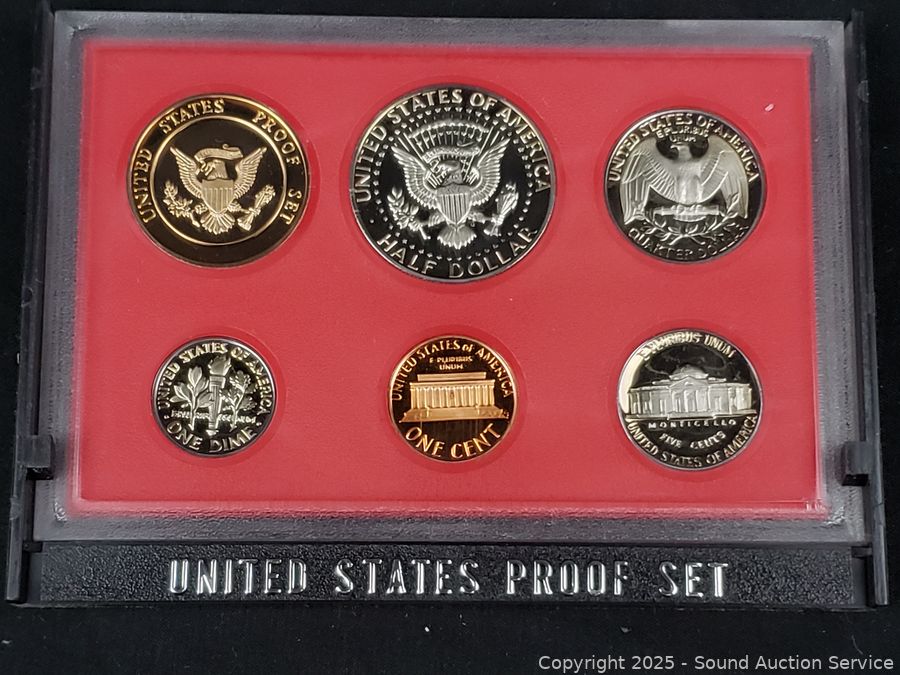 UNITED STATES PROOF SET
UNITED STATES OF AMERICA
HALF DOLLAR
UNITED STATES OF AMERICA
E PLURIBUS
UNUM
QUARTER DOLLAR
UNITED STATES OF AMERICA
ONE DIME
UNITED STATES OF AMERICA
E·PLURIBUS
UNUM
ONE CENT
E PLURIBUS UNUM
MONTICELLO
FIVE CENTS
UNITED STATES OF AMERICA
UNITED STATES PROOF SET
Copyright © 2025 - Sound Auction Service